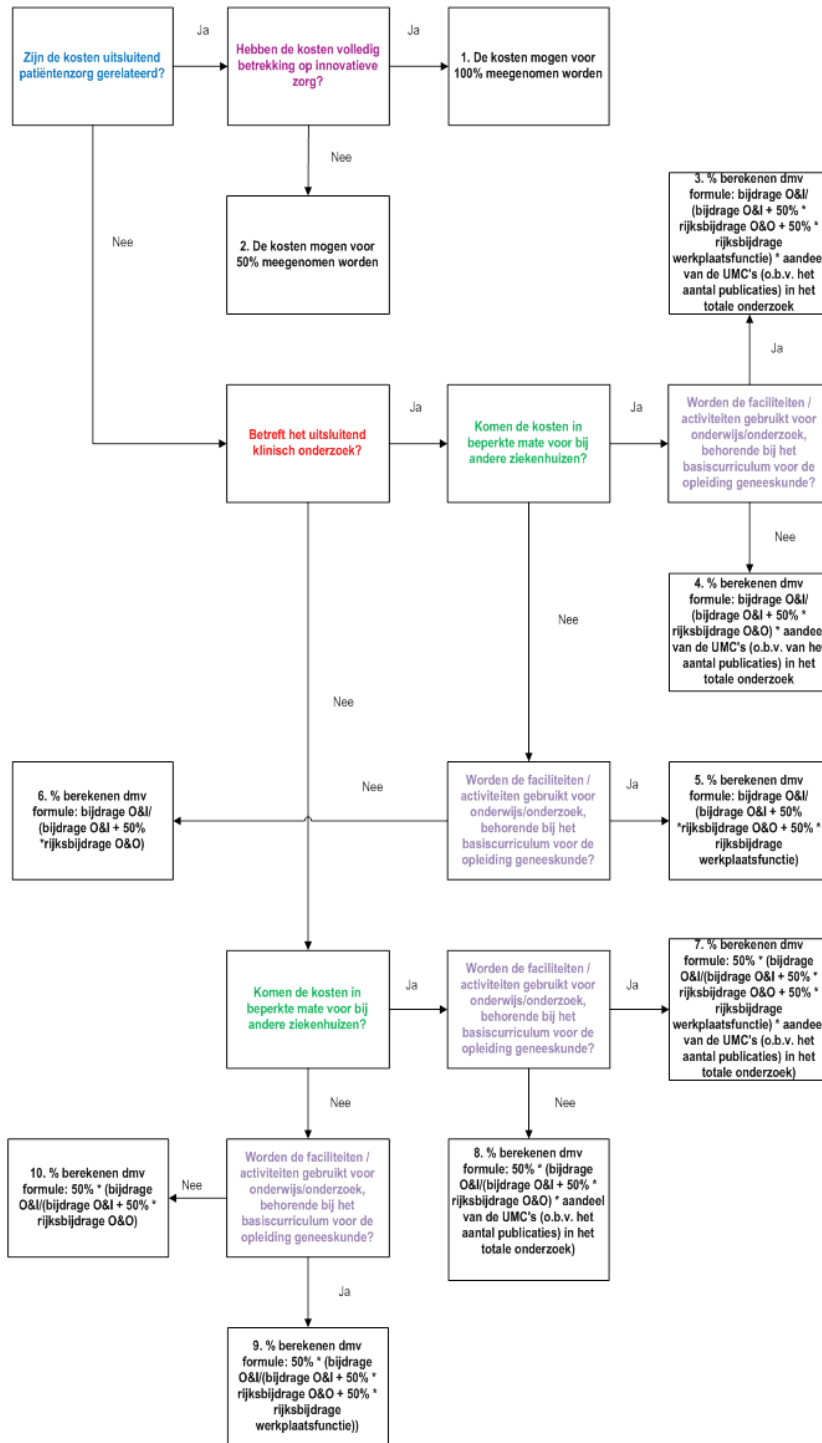 Ja
Ja
Zijn de kosten uitsluitend
patiëntenzorg gerelateerd?
Hebben de kosten volledig
betrekking op innovatieve
zorg?
1. De kosten mogen voor
100% meegenomen worden
Nee
Nee
2. De kosten mogen voor
50% meegenomen worden
3. % berekenen dmv
formule: bijdrage O&I/
(bijdrage O&I + 50% *
rijksbijdrage O&O + 50% *
rijksbijdrage
werkplaatsfunctie) * aandeel
van de UMC's (o.b.v. het
aantal publicaties) in het
totale onderzoek
Ja
Betreft het uitsluitend
klinisch onderzoek?
Ja
Komen de kosten in
beperkte mate voor bij
andere ziekenhuizen?
Ja
Worden de faciliteiten /
activiteiten gebruikt voor
onderwijs/onderzoek,
behorende bij het
basiscurriculum voor de
opleiding geneeskunde?
Nee
4. % berekenen dmv
formule: bijdrage O&I/
(bijdrage O&I + 50% *
rijksbijdrage O&O) * aandeel
van de UMC's (o.b.v. van het
aantal publicaties) in het
totale onderzoek
Nee
Nee
6. % berekenen dmv
formule: bijdrage O&I/
(bijdrage O&I + 50%
*rijksbijdrage O&O)
Nee
Worden de faciliteiten /
activiteiten gebruikt voor
onderwijs/onderzoek,
behorende bij het
basiscurriculum voor de
opleiding geneeskunde?
Ja
5. % berekenen dmv
formule: bijdrage O&I/
(bijdrage O&I + 50%
*rijksbijdrage O&O + 50% *
rijksbijdrage
werkplaatsfunctie)
Komen de kosten in
beperkte mate voor bij
andere ziekenhuizen?
Ja
Worden de faciliteiten /
activiteiten gebruikt voor
onderwijs/onderzoek,
behorende bij het
basiscurriculum voor de
opleiding geneeskunde?
Ja
7. % berekenen dmv
formule: 50% * (bijdrage
O&I/(bijdrage O&I + 50% *
rijksbijdrage O&O + 50% *
rijksbijdrage
werkplaatsfunctie) * aandeel
van de UMC's (o.b.v. het
aantal publicaties) in het
totale onderzoek)
Nee
Nee
10. % berekenen dmv
formule: 50% * (bijdrage
O&I/(bijdrage O&I + 50% *
rijksbijdrage O&O)
Nee
Worden de faciliteiten /
activiteiten gebruikt voor
onderwijs/onderzoek,
behorende bij het
basiscurriculum voor de
opleiding geneeskunde?
8. % berekenen dmv
formule: 50% * (bijdrage
O&I/(bijdrage O&I + 50% *
rijksbijdrage O&O) * aandeel
van de UMC's (o.b.v. het
aantal publicaties) in het
totale onderzoek)
Ja
9. % berekenen dmv
formule: 50% * (bijdrage
O&I/(bijdrage O&I + 50% *
rijksbijdrage O&O + 50% *
rijksbijdrage
werkplaatsfunctie))